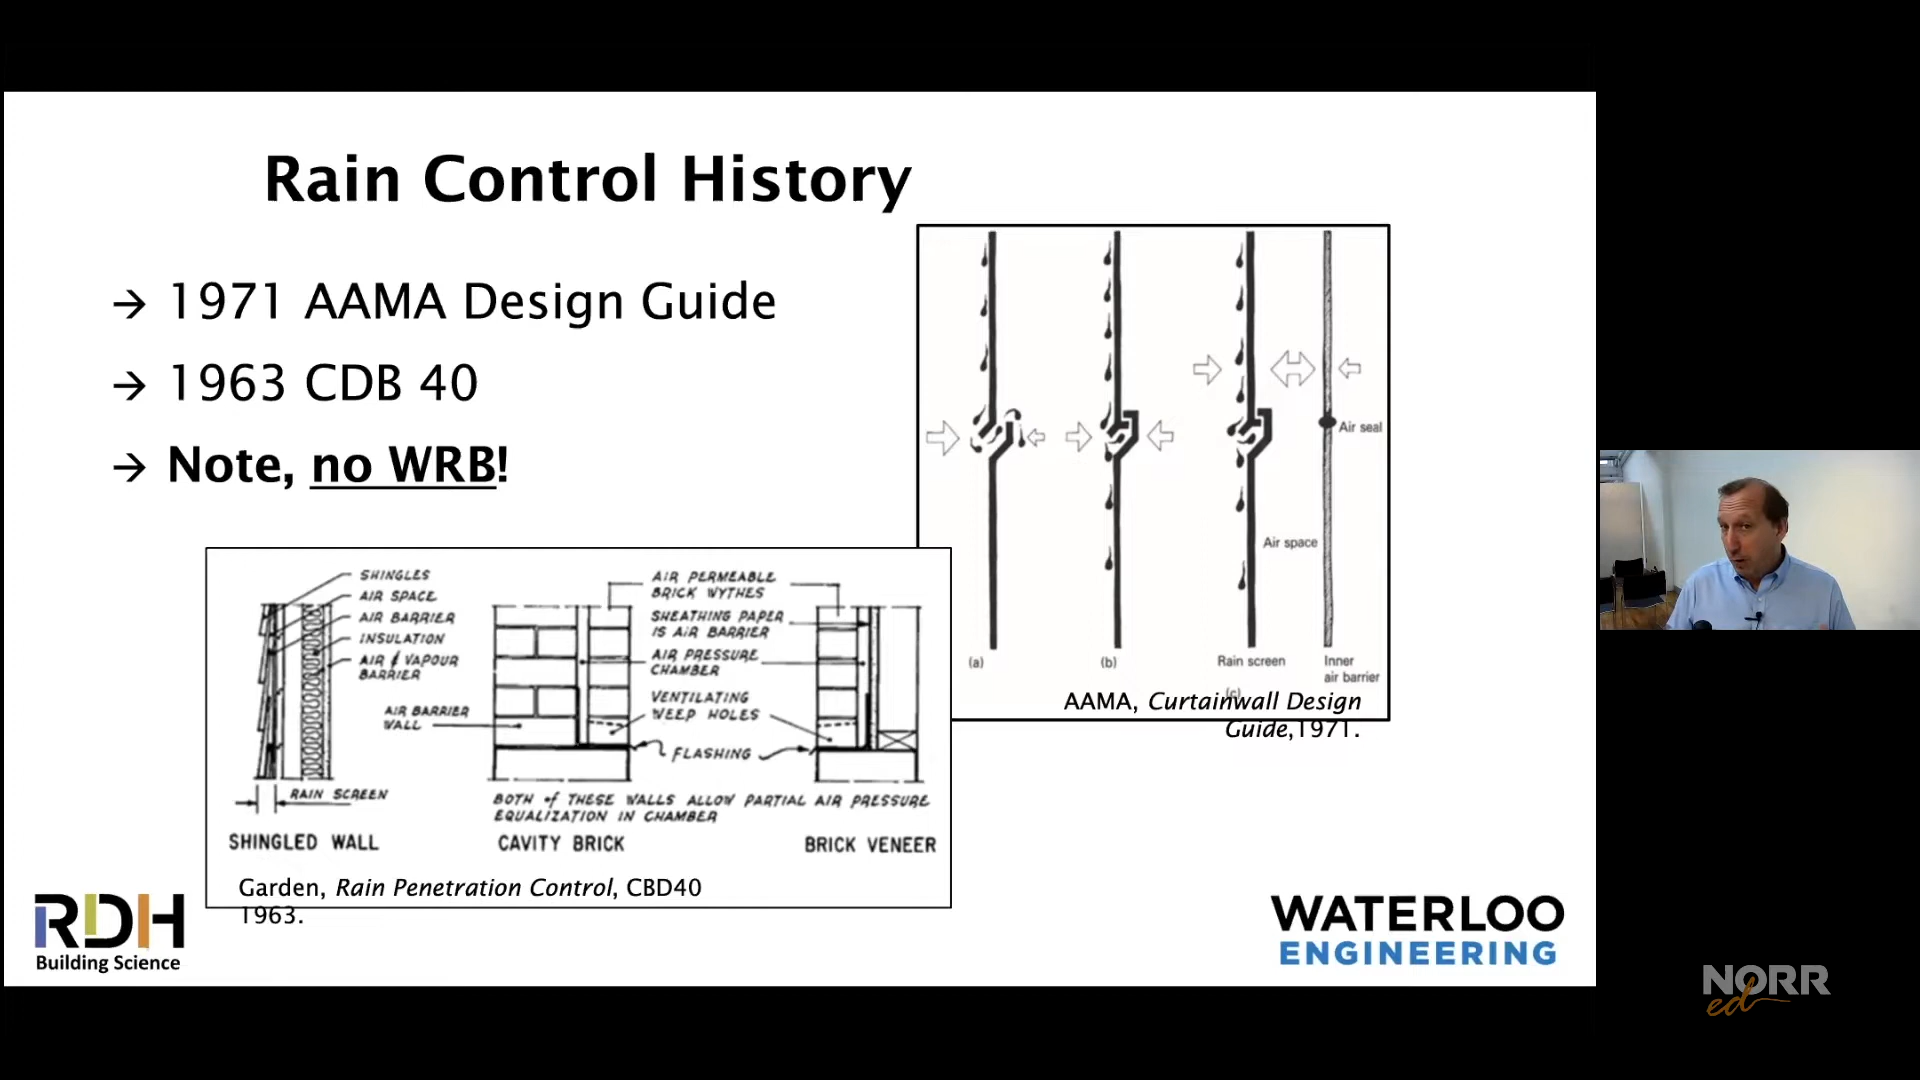 Rain Control History
→ 1971 AAMA Design Guide
→ 1963 CDB 40
→ Note, no WRB!
(a)
(b)
(c)
Rain screen
Inner
air barrier
Air seal
Air space
AAMA, Curtainwall Design
Guide,1971.
SHINGLES
AIR SPACE
AIR BARRIER
INSULATION
AIR & VAPOUR
BARRIER
RAIN SCREEN
SHINGLED WALL
AIR BARRIER
WALL
AIR PERMEABLE
BRICK WYTHES
SHEATHING PAPER
IS AIR BARRIER
AIR PRESSURE
CHAMBER
VENTILATING
WEEP HOLES
FLASHING
BOTH of THESE WALLS ALLOW PARTIAL AIR PRESSURE
EQUALIZATION IN CHAMBER
CAVITY BRICK
BRICK VENEER
Garden, Rain Penetration Control, CBD40
1963.
RDH
Building Science
WATERLOO
ENGINEERING
NORR
ed